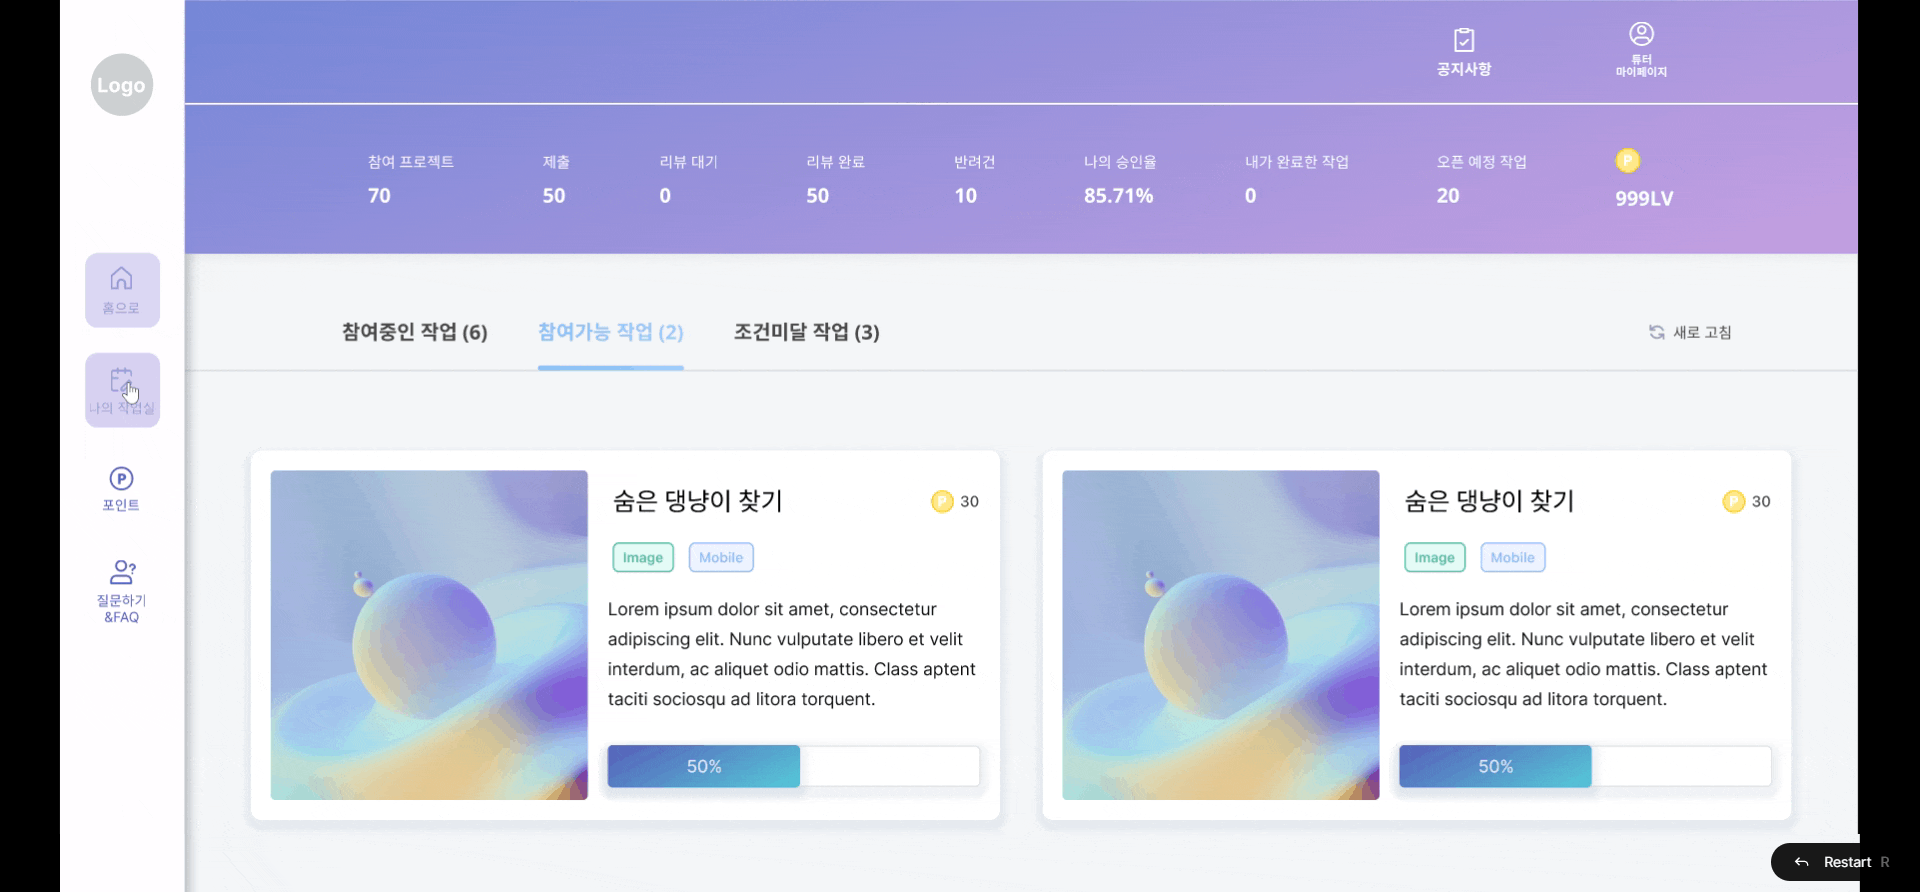 Logo
공지사항
튜터
마이페이지
참여 프로젝트
70
제출
50
리뷰 대기
0
리뷰 완료
50
반려건
10
나의 승인율
85.71%
내가 완료한 작업
0
오픈 예정 작업
20
P
999LV
홈으로
나의 작업실
P
포인트
?
질문하기
&FAQ
참여중인 작업 (6)
참여가능 작업 (2)
조건미달 작업 (3)
새로 고침
숨은 댕냥이 찾기
P 30
Image
Mobile
Lorem ipsum dolor sit amet, consectetur
adipiscing elit. Nunc vulputate libero et velit
interdum, ac aliquet odio mattis. Class aptent
taciti sociosqu ad litora torquent.
50%
숨은 댕냥이 찾기
P 30
Image
Mobile
Lorem ipsum dolor sit amet, consectetur
adipiscing elit. Nunc vulputate libero et velit
interdum, ac aliquet odio mattis. Class aptent
taciti sociosqu ad litora torquent.
50%
Restart R